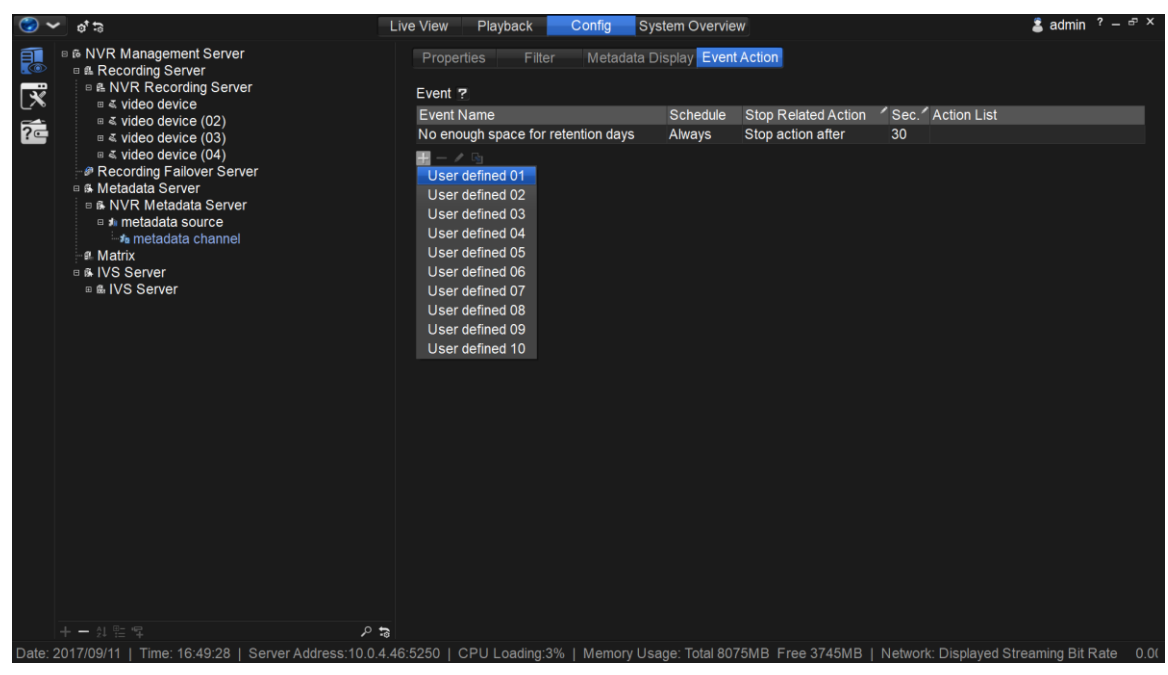 Live View Playback Config System Overview admin ?
NVR Management Server
Recording Server
NVR Recording Server
video device
video device (02)
video device (03)
video device (04)
Recording Failover Server
Metadata Server
NVR Metadata Server
metadata source
metadata channel
Matrix
IVS Server
IVS Server
Properties Filter Metadata Display Event Action
Event ?
Event Name Schedule Stop Related Action Sec. Action List
No enough space for retention days Always Stop action after 30
User defined 01
User defined 02
User defined 03
User defined 04
User defined 05
User defined 06
User defined 07
User defined 08
User defined 09
User defined 10
Date: 2017/09/11 | Time: 16:49:28 | Server Address:10.0.4.46:5250 | CPU Loading:3% | Memory Usage: Total 8075MB Free 3745MB | Network: Displayed Streaming Bit Rate 0.0